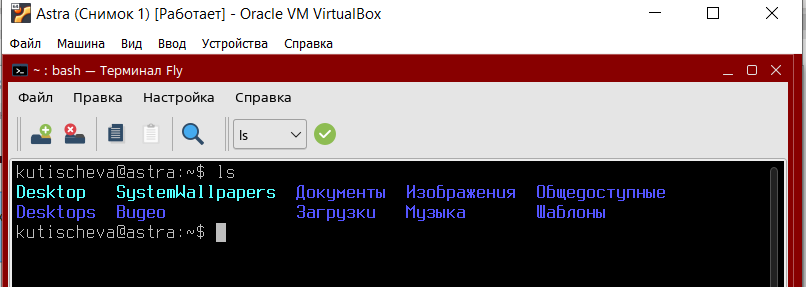 Astra (Снимок 1) [Работает] - Oracle VM VirtualBox
Файл Машина Вид Ввод Устройства Справка
~ : bash — Терминал Fly
Файл Правка Настройка Справка
ls
kutischeva@astra:~$ ls
Desktop SystemWallpapers Документы Изображения Общедоступные
Desktops Видео Загрузки Музыка Шаблоны
kutischeva@astra:~$